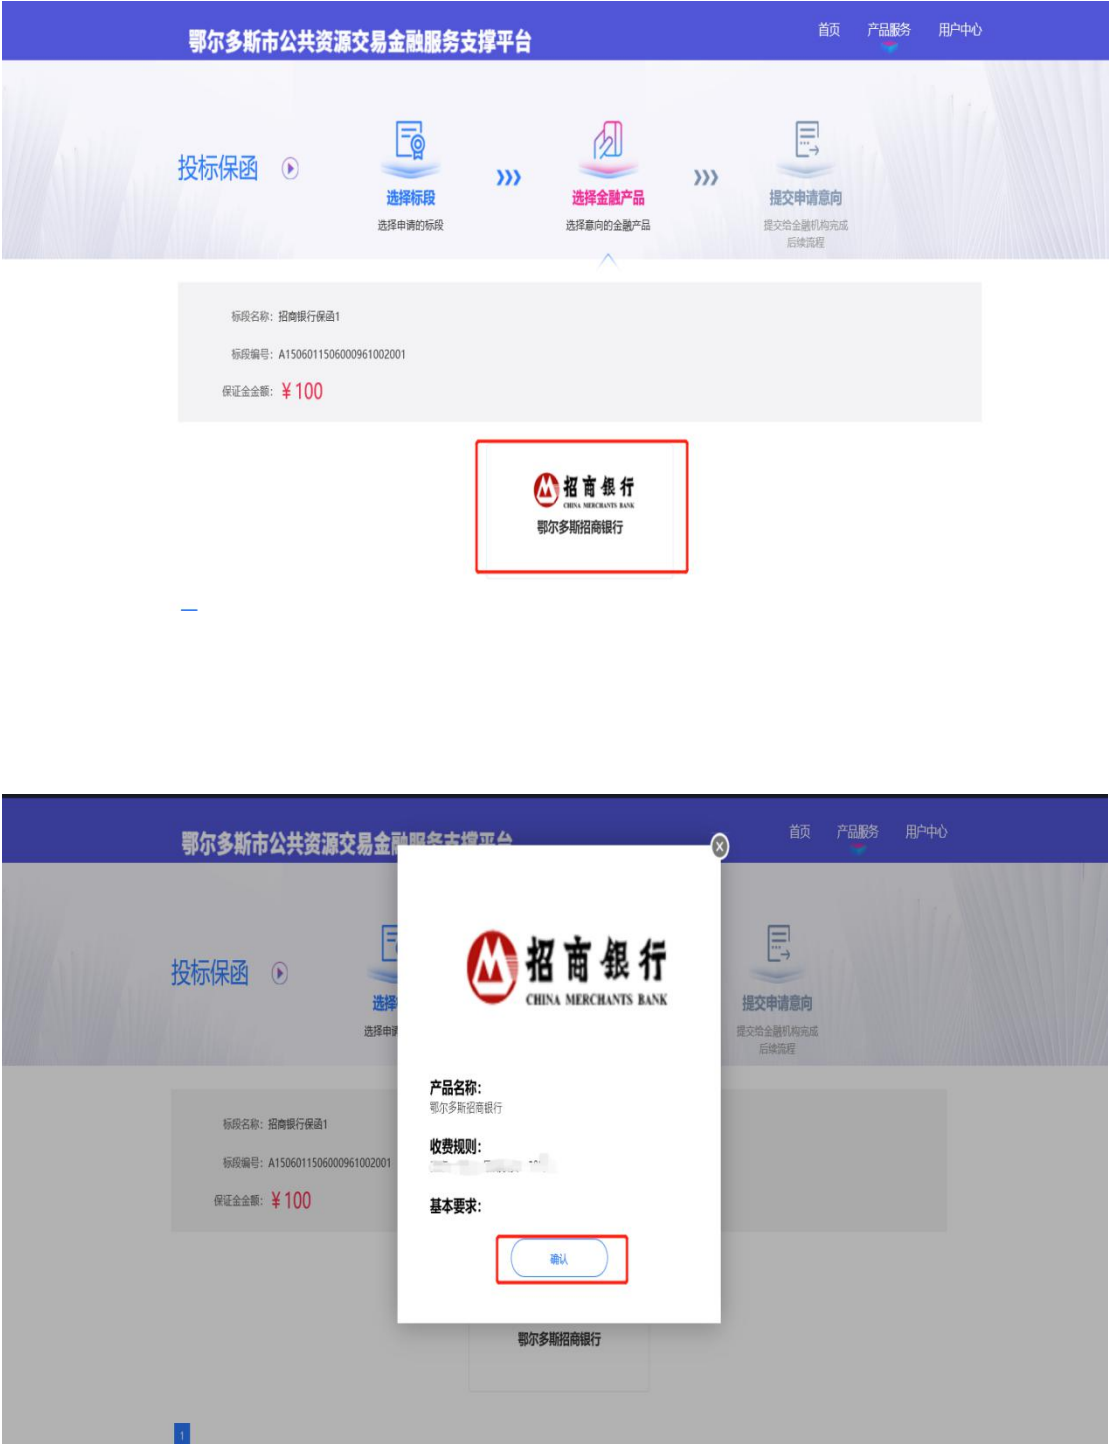 鄂尔多斯市公共资源交易金融服务支撑平台
首页 产品服务 用户中心
投标保函
选择标段
选择申请的标段
选择金融产品
选择意向的金融产品
提交申请意向
提交给金融机构完成
后续流程
标段名称：招商银行保函1
标段编号：A1506011506000961002001
保证金金额：¥100
招商银行
CHINA MERCHANTS BANK
鄂尔多斯招商银行
鄂尔多斯市公共资源交易金融服务支撑平台
首页 产品服务 用户中心
投标保函
选择
选择申请
提交申请意向
提交给金融机构完成
后续流程
标段名称：招商银行保函1
标段编号：A1506011506000961002001
保证金金额：¥100
X
招商银行
CHINA MERCHANTS BANK
产品名称：
鄂尔多斯招商银行
收费规则：
基本要求：
确认
鄂尔多斯招商银行
1